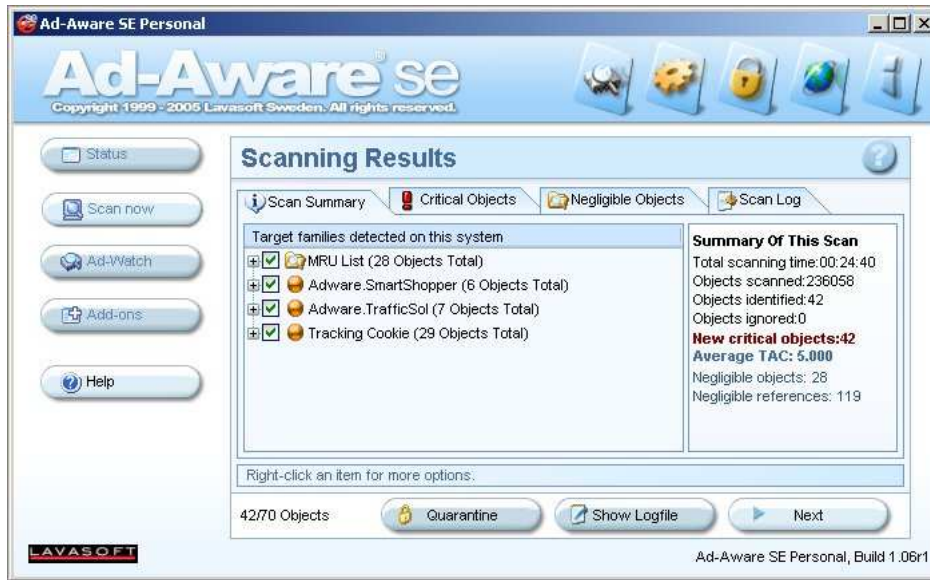 Ad-Aware SE Personal
Ad-Aware se
Copyright 1999 - 2005 Lavasoft Sweden. All rights reserved.
Status
Scan now
Ad-Watch
Add-ons
Help
Scanning Results
?
Scan Summary
Critical Objects
Negligible Objects
Scan Log
Target families detected on this system
MRU List (28 Objects Total)
Adware.SmartShopper (6 Objects Total)
Adware.TrafficSol (7 Objects Total)
Tracking Cookie (29 Objects Total)
Summary Of This Scan
Total scanning time:00:24:40
Objects scanned:236058
Objects identified:42
Objects ignored:0
New critical objects:42
Average TAC: 5.000
Negligible objects: 28
Negligible references: 119
Right-click an item for more options.
42/70 Objects
Quarantine
Show Logfile
Next
LAVASOFT
Ad-Aware SE Personal, Build 1.06r1